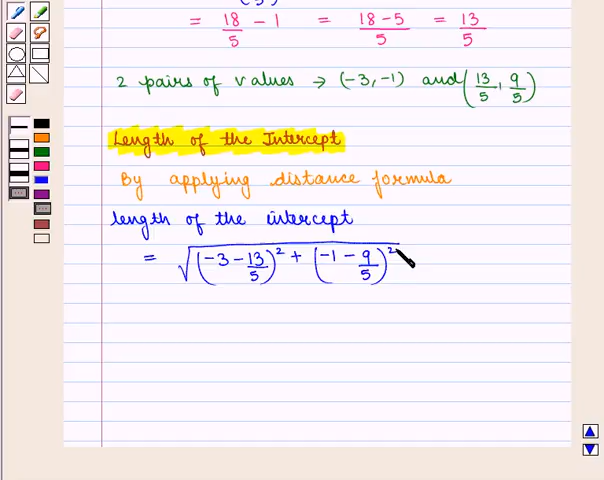 (5)
= 18/5 - 1 = 18-5/5 = 13/5
2 pairs of values → (-3, -1) and (13/5, 9/5)
Length of the Intercept
By applying distance formula
length of the intercept
= √((-3 - 13/5)² + (-1 - 9/5)²)